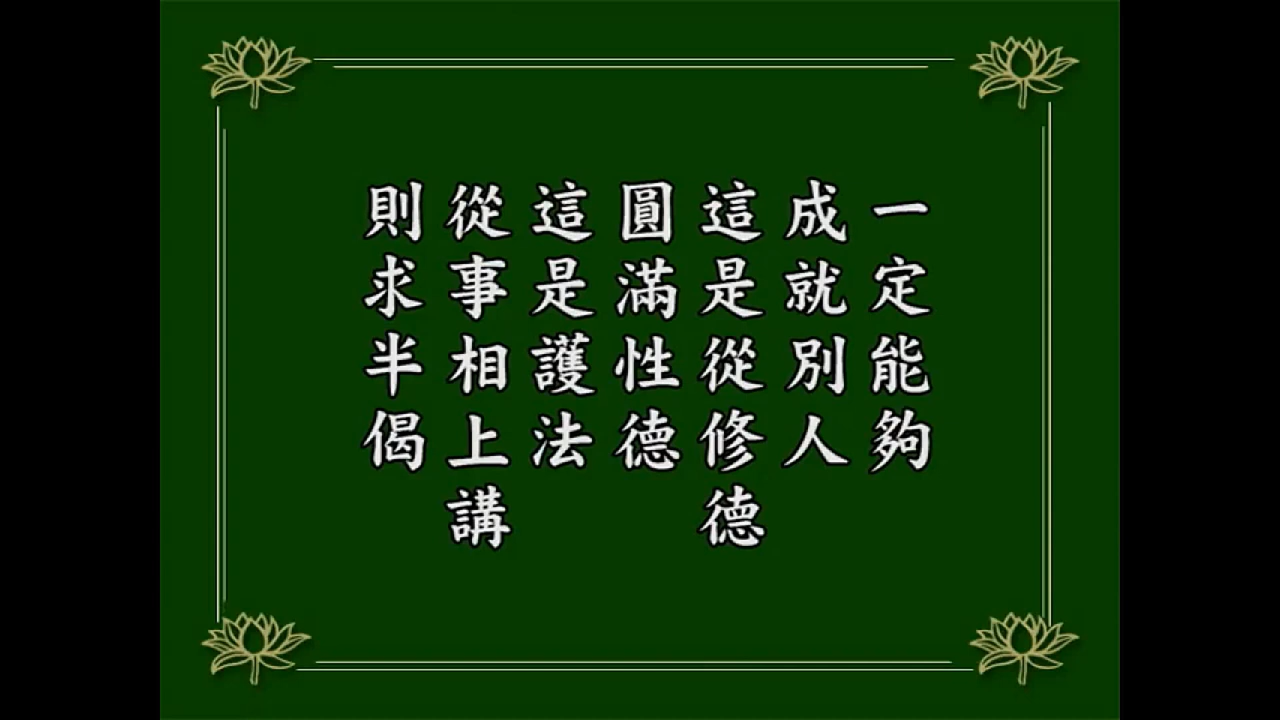 一定能夠
成就別人
這是從修德
圓滿性德
這是護法
從事相上講
則求半偈